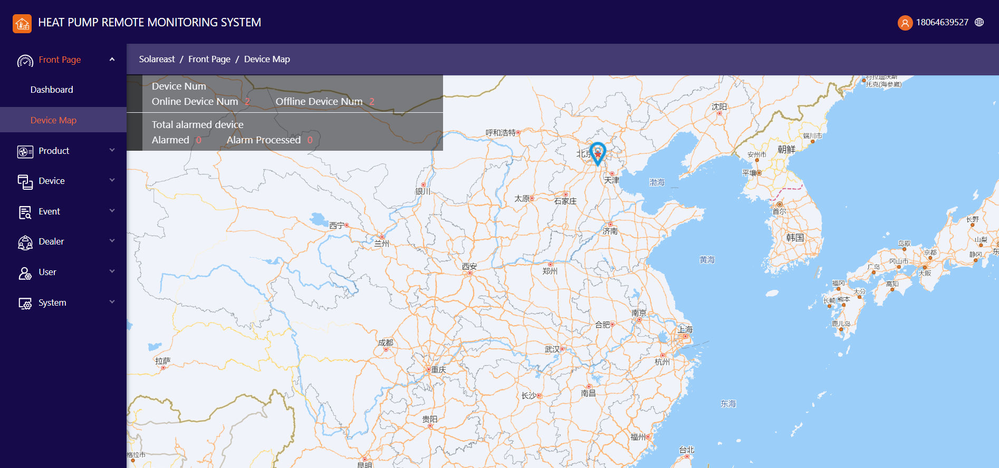 HEAT PUMP REMOTE MONITORING SYSTEM
18064639527
Front Page
Dashboard
Device Map
Product
Device
Event
Dealer
User
System
Solareast / Front Page / Device Map
Device Num
Online Device Num 2 Offline Device Num 2
Total alarmed device
Alarmed 0 Alarm Processed 0
托克(海参崴)
沈阳
呼和浩特
端川市
朝鲜
安州市
北京
平壤
天津
渤海
银川
太原
石家庄
首尔
长野
西宁
济南
韩国
山梨
兰州
鸟取
京都
静冈
黄海
西安
冈山市
广岛
郑州
大阪
福冈
高知
大分
长崎
熊本
南京
合肥
鹿儿岛
上海
成都
武汉
拉萨
杭州
重庆
长沙
南昌
东海
贵阳
福州
台北
格拉市
昆明